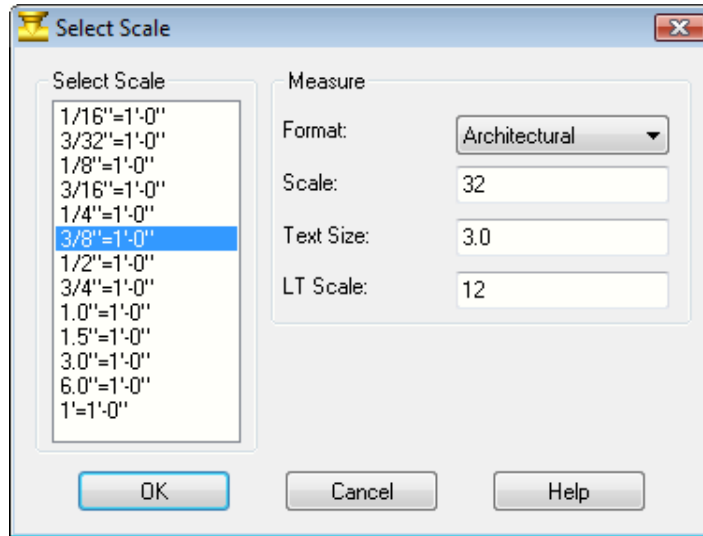 Select Scale
Select Scale
1/16"=1'-0"
3/32"=1'-0"
1/8"=1'-0"
3/16"=1'-0"
1/4"=1'-0"
3/8"=1'-0"
1/2"=1'-0"
3/4"=1'-0"
1.0"=1'-0"
1.5"=1'-0"
3.0"=1'-0"
6.0"=1'-0"
1'=1'-0"
Measure
Format: Architectural
Scale: 32
Text Size: 3.0
LT Scale: 12
OK Cancel Help